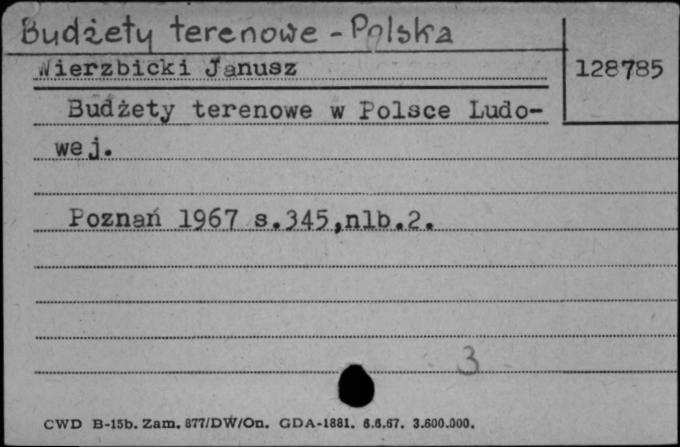 Budżety terenowe - Polska
Wierzbicki Janusz
128785
Budżety terenowe w Polsce Ludo-
wej.
Poznań 1967 s.345,nlb.2.
3
CWD B-15b. Zam. 877/DW/On. GDA-1881. 6.6.67. 3.600.000.